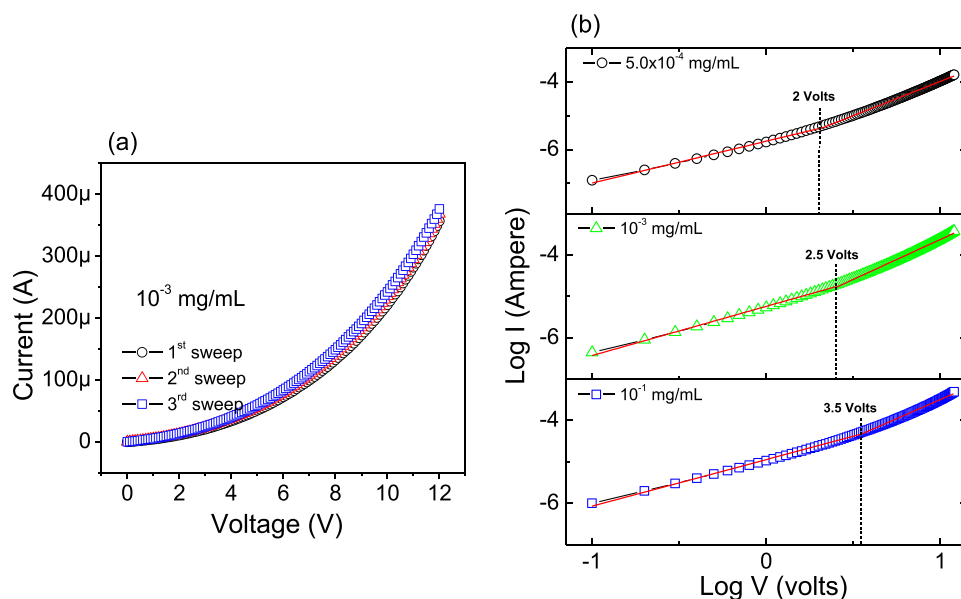 (a)
Current (A)
400µ
300µ
200µ
100µ
0
10⁻³ mg/mL
1ˢᵗ sweep
2ⁿᵈ sweep
3ʳᵈ sweep
0 2 4 6 8 10 12
Voltage (V)
(b)
Log I (Ampere)
5.0x10⁻⁴ mg/mL
2 Volts
-4
-6
10⁻³ mg/mL
2.5 Volts
-4
-6
10⁻¹ mg/mL
3.5 Volts
-4
-6
-1 0 1
Log V (volts)